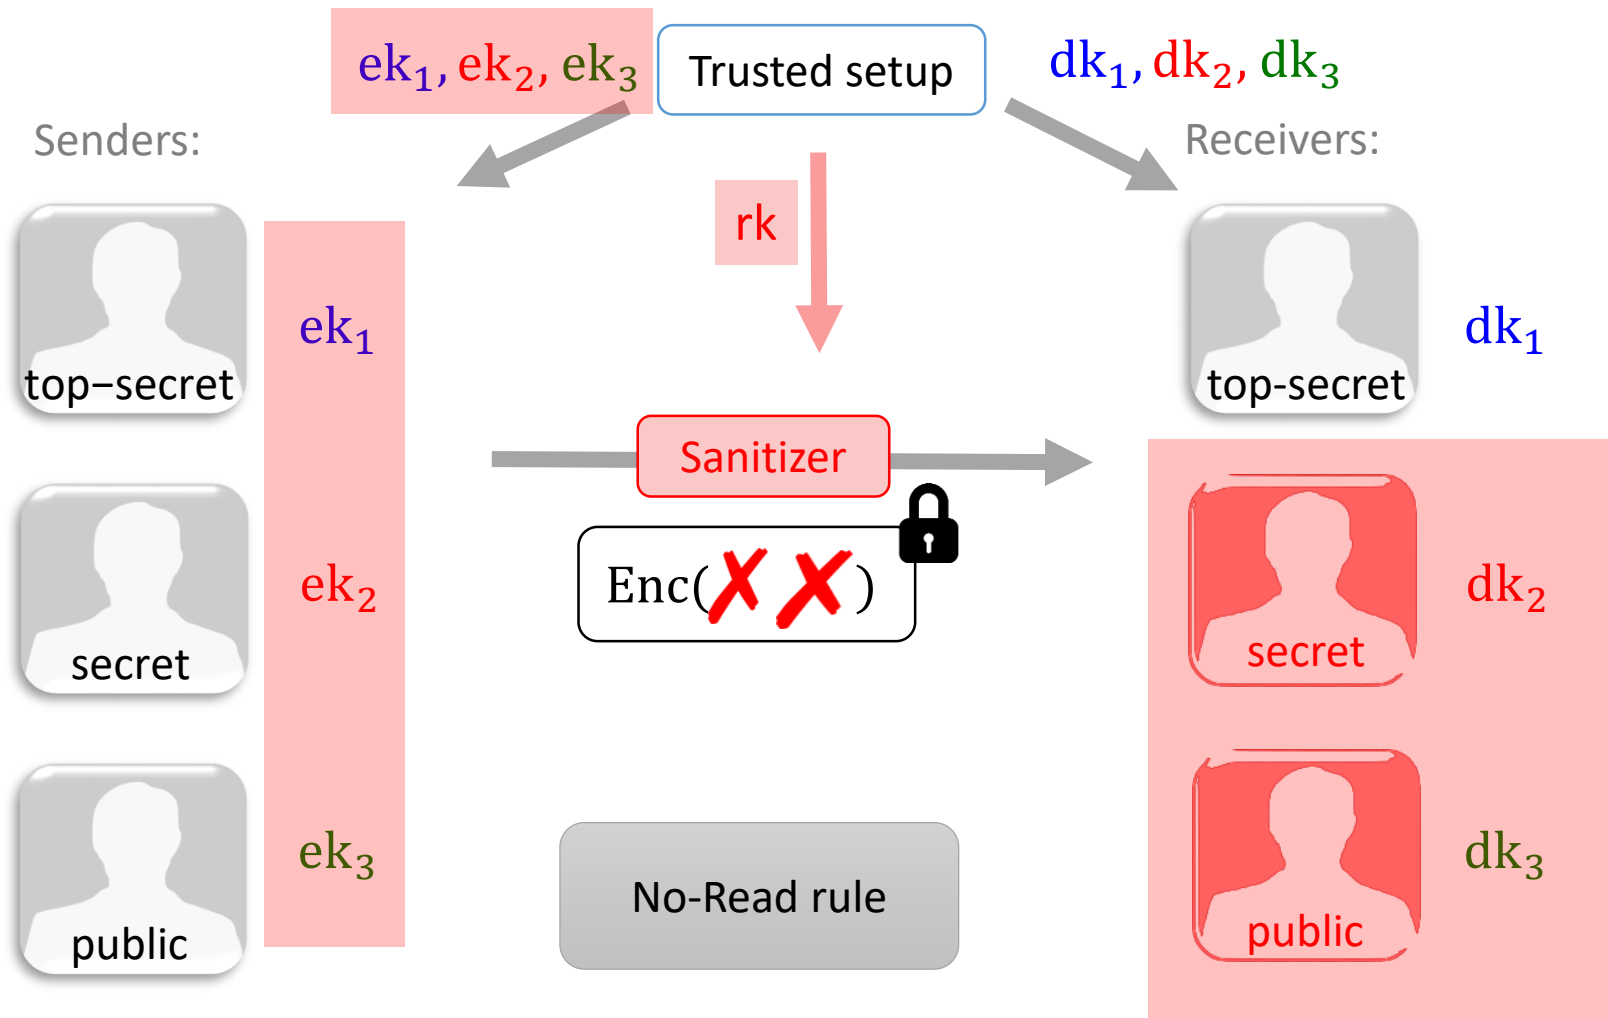 ek₁, ek₂, ek₃
Trusted setup
dk₁, dk₂, dk₃
Senders:
Receivers:
rk
top−secret
ek₁
top-secret
dk₁
Sanitizer
secret
ek₂
Enc(✗ ✗)
secret
dk₂
public
ek₃
No-Read rule
public
dk₃